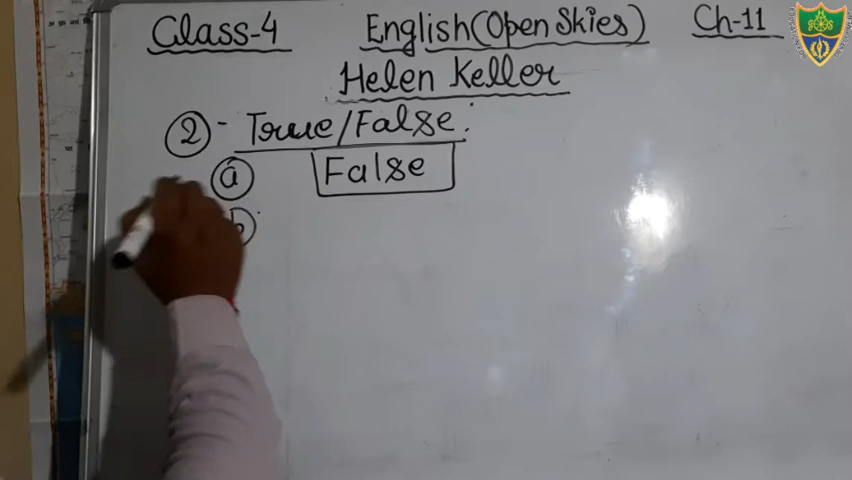 Class-4 English(Open Skies) Ch-11
Helen Keller
2 - True/False :
a False
b